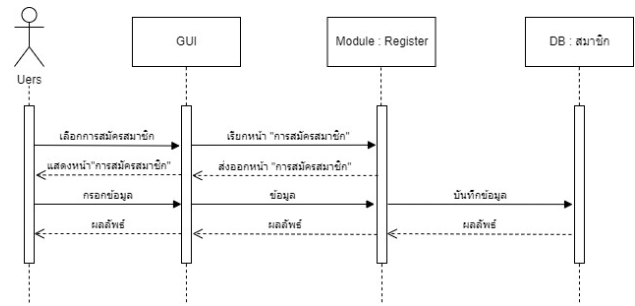 GUI
Module : Register
DB : สมาชิก
Uers
เลือกการสมัครสมาชิก
เรียกหน้า "การสมัครสมาชิก"
แสดงหน้า"การสมัครสมาชิก"
ส่งออกหน้า "การสมัครสมาชิก"
กรอกข้อมูล
ข้อมูล
บันทึกข้อมูล
ผลลัพธ์
ผลลัพธ์
ผลลัพธ์